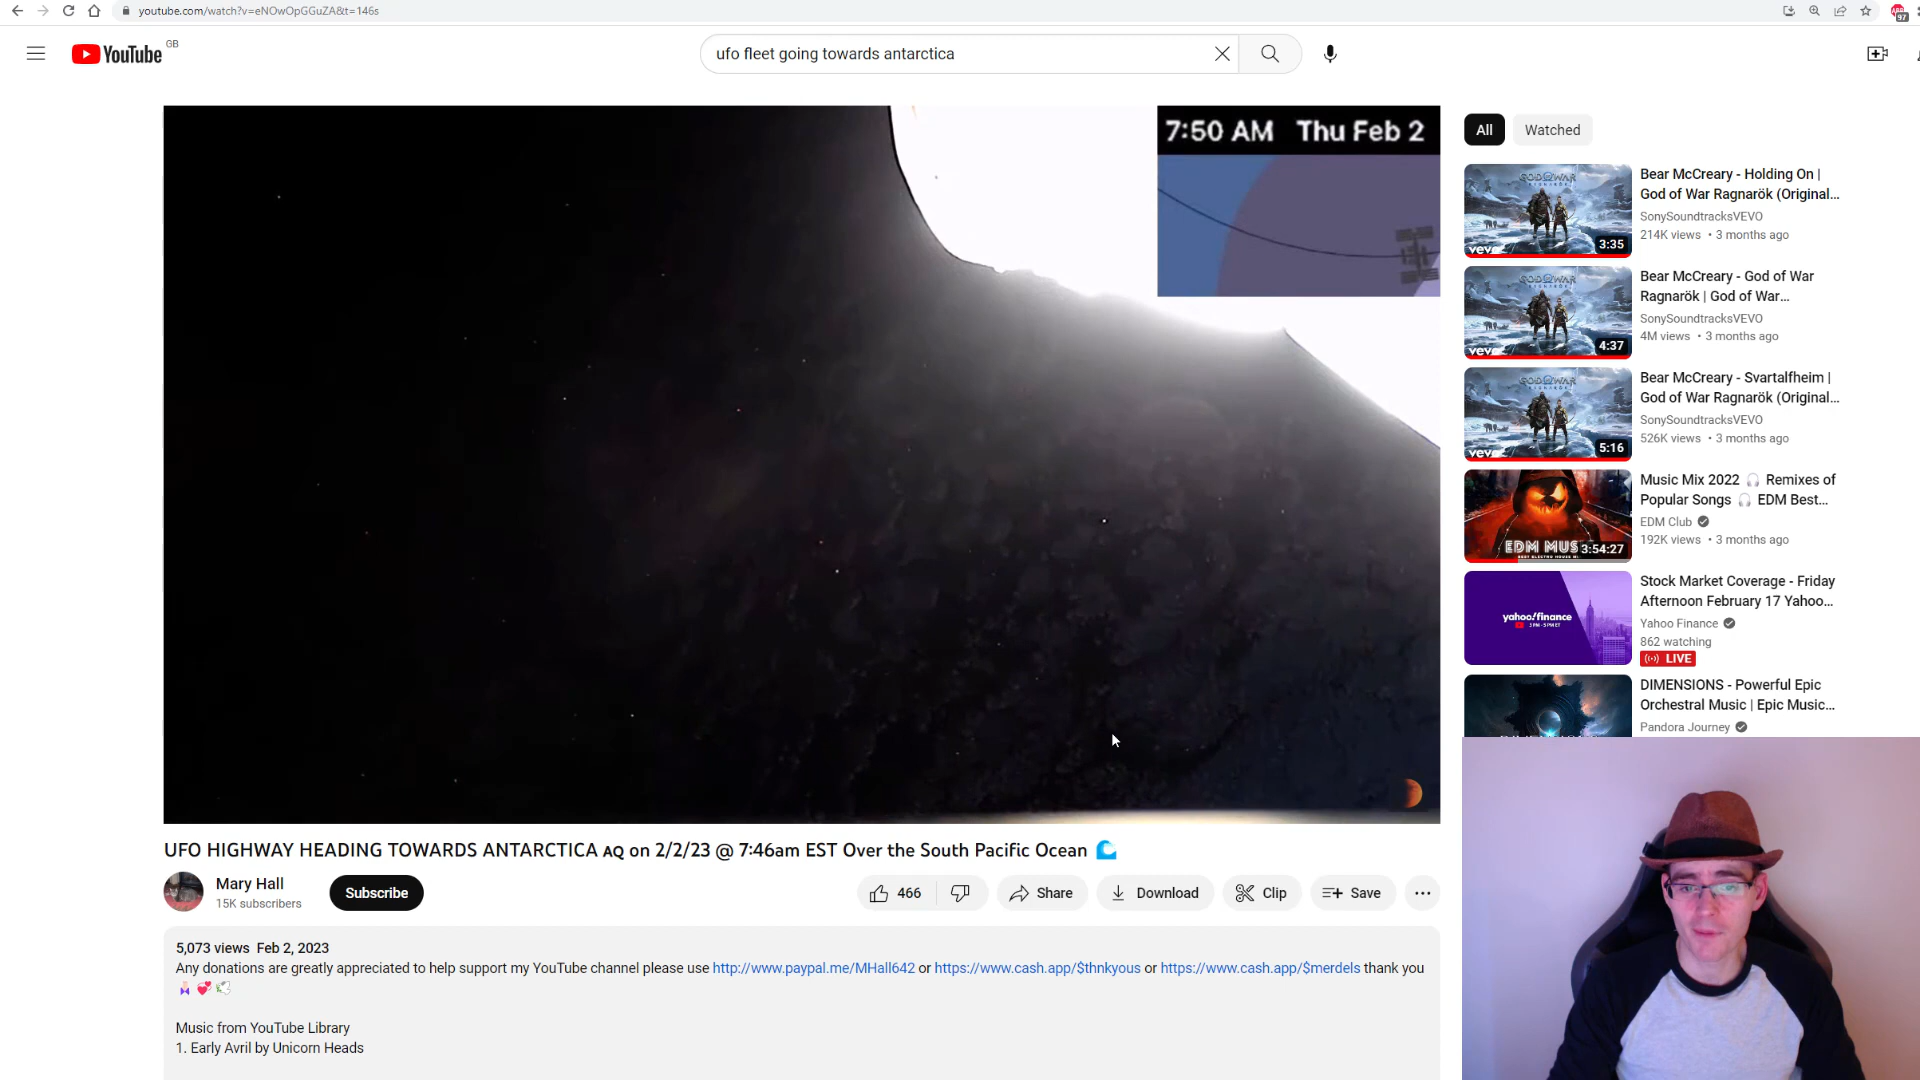 youtube.com/watch?v=eNOwOpGGuZA&t=146s
97
YouTube GB
ufo fleet going towards antarctica
7:50 AM Thu Feb 2
All
Watched
Bear McCreary - Holding On |
God of War Ragnarök (Original...
SonySoundtracksVEVO
214K views • 3 months ago
vevo
3:35
Bear McCreary - God of War
Ragnarök | God of War...
SonySoundtracksVEVO
4M views • 3 months ago
vevo
4:37
Bear McCreary - Svartalfheim |
God of War Ragnarök (Original...
SonySoundtracksVEVO
526K views • 3 months ago
vevo
5:16
Music Mix 2022 🎧 Remixes of
Popular Songs 🎧 EDM Best...
EDM Club
192K views • 3 months ago
EDM MUS
3:54:27
Stock Market Coverage - Friday
Afternoon February 17 Yahoo...
Yahoo Finance
862 watching
LIVE
yahoo!finance
DIMENSIONS - Powerful Epic
Orchestral Music | Epic Music...
Pandora Journey
UFO HIGHWAY HEADING TOWARDS ANTARCTICA AQ on 2/2/23 @ 7:46am EST Over the South Pacific Ocean 🌊
Mary Hall
15K subscribers
Subscribe
466
Share
Download
Clip
Save
5,073 views Feb 2, 2023
Any donations are greatly appreciated to help support my YouTube channel please use http://www.paypal.me/MHall642 or https://www.cash.app/$thnkyous or https://www.cash.app/$merdels thank you
Music from YouTube Library
1. Early Avril by Unicorn Heads